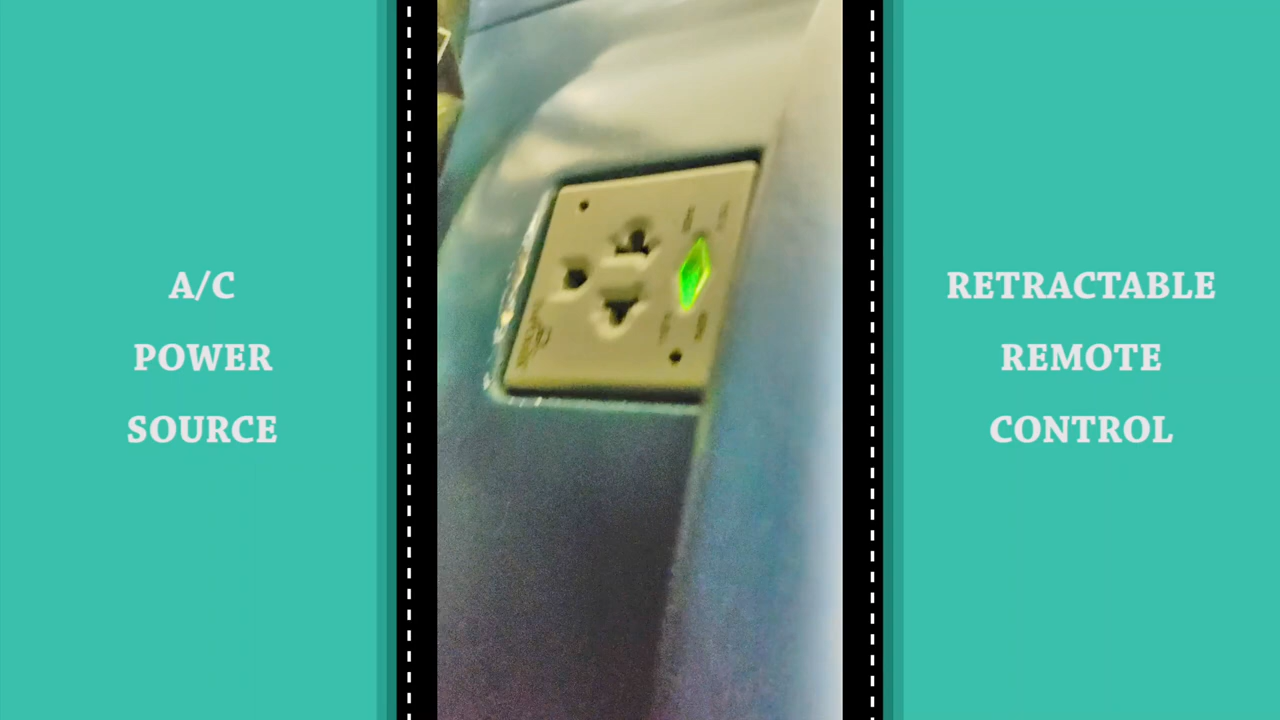 A/C
POWER
SOURCE
RETRACTABLE
REMOTE
CONTROL